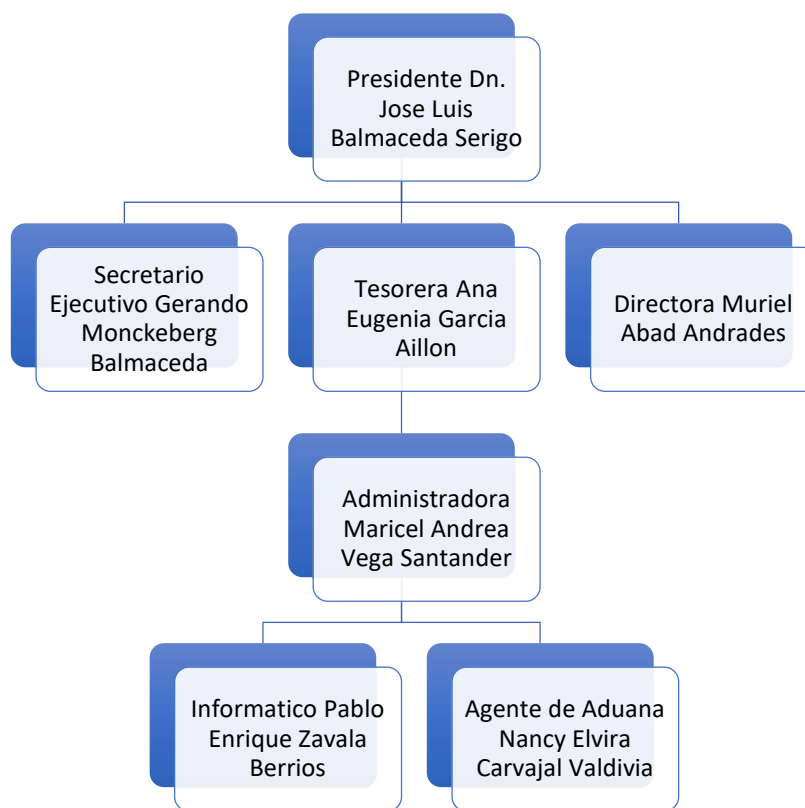 Presidente Dn.
Jose Luis
Balmaceda Serigo
Secretario
Ejecutivo Gerando
Monckeberg
Balmaceda
Tesorera Ana
Eugenia Garcia
Aillon
Directora Muriel
Abad Andrades
Administradora
Maricel Andrea
Vega Santander
Informatico Pablo
Enrique Zavala
Berrios
Agente de Aduana
Nancy Elvira
Carvajal Valdivia